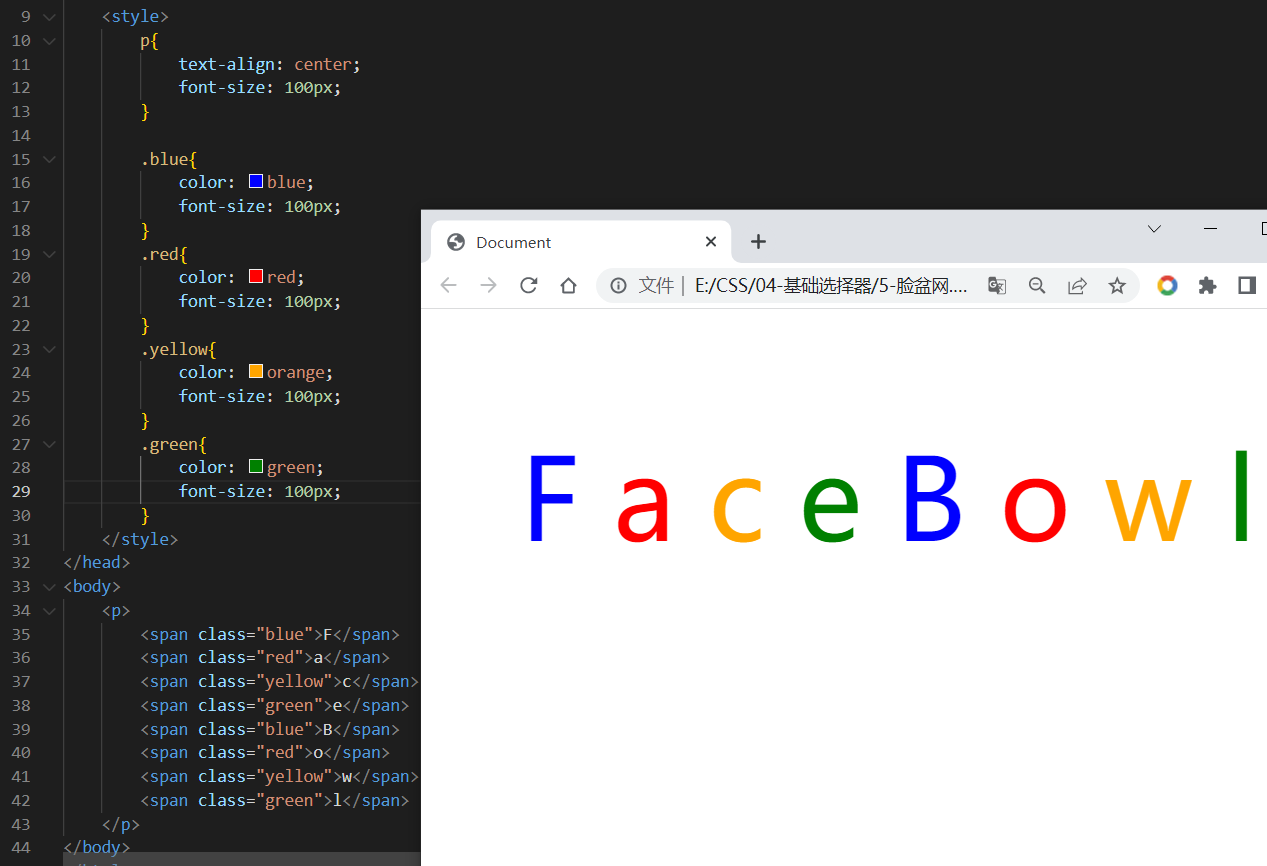 9 <style>
10 p{
11 text-align: center;
12 font-size: 100px;
13 }
14
15 .blue{
16 color: blue;
17 font-size: 100px;
18 }
19 .red{
20 color: red;
21 font-size: 100px;
22 }
23 .yellow{
24 color: orange;
25 font-size: 100px;
26 }
27 .green{
28 color: green;
29 font-size: 100px;
30 }
31 </style>
32 </head>
33 <body>
34 <p>
35 <span class="blue">F</span>
36 <span class="red">a</span>
37 <span class="yellow">c</span>
38 <span class="green">e</span>
39 <span class="blue">B</span>
40 <span class="red">o</span>
41 <span class="yellow">w</span>
42 <span class="green">l</span>
43 </p>
44 </body>
Document
文件 | E:/CSS/04-基础选择器/5-脸盆网....
F a c e B o w l